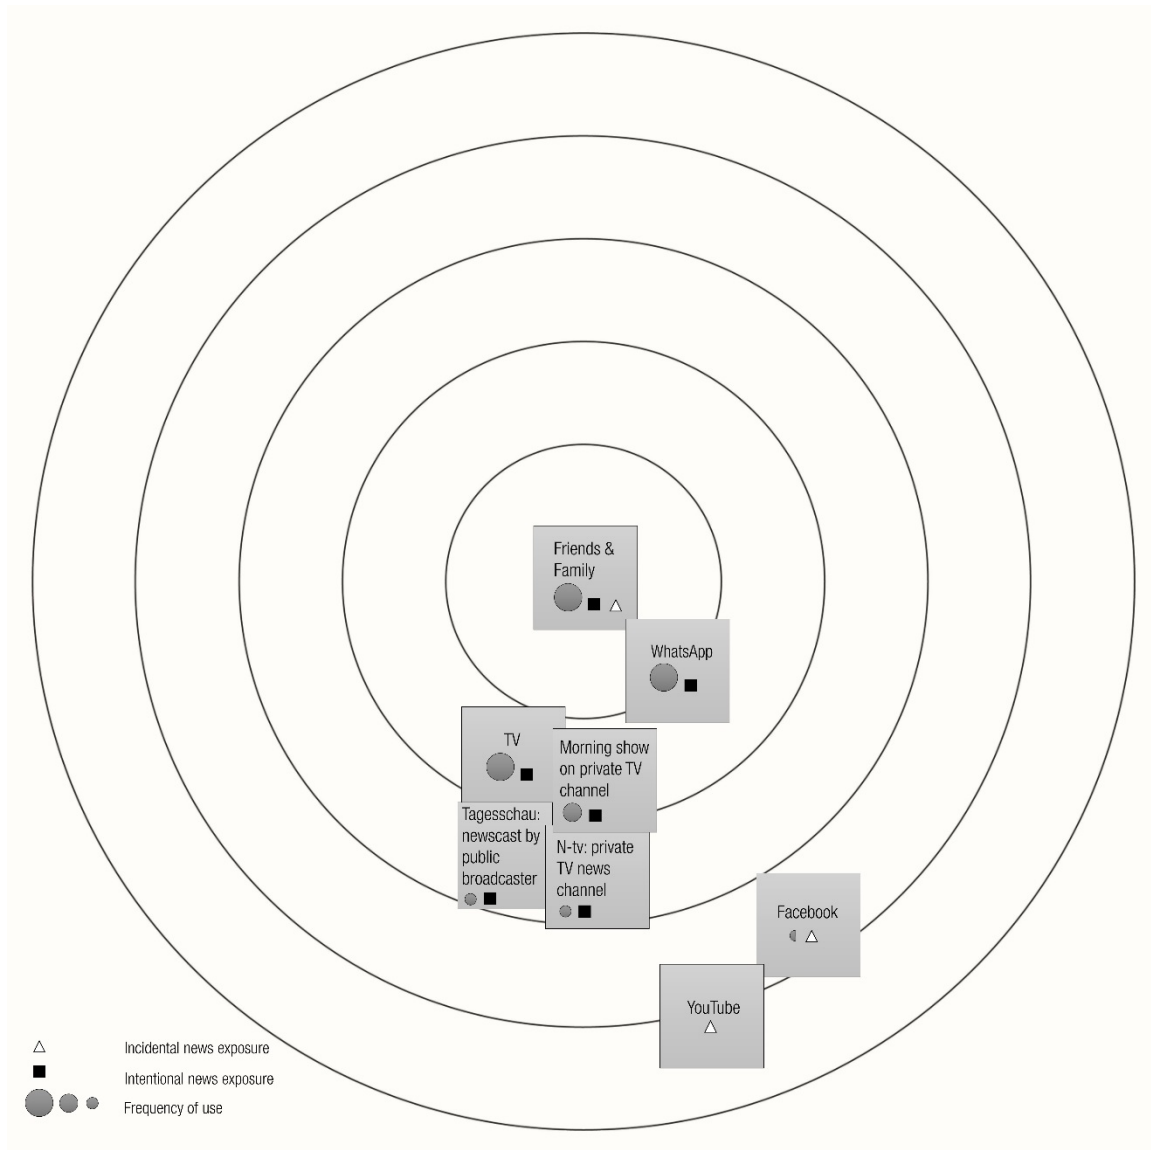 Friends &
Family
WhatsApp
TV
Morning show
on private TV
channel
Tagesschau:
newscast by
public
broadcaster
N-tv: private
TV news
channel
Facebook
YouTube
Incidental news exposure
Intentional news exposure
Frequency of use